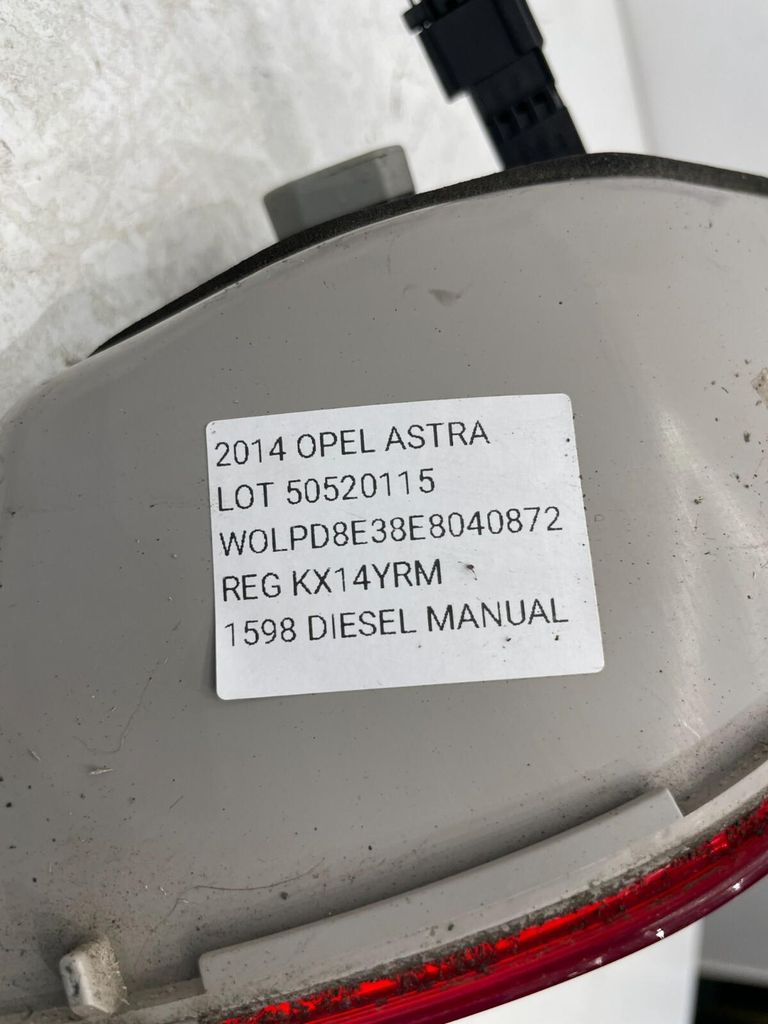 2014 OPEL ASTRA
LOT 50520115
WOLPD8E38E8040872
REG KX14YRM
1598 DIESEL MANUAL